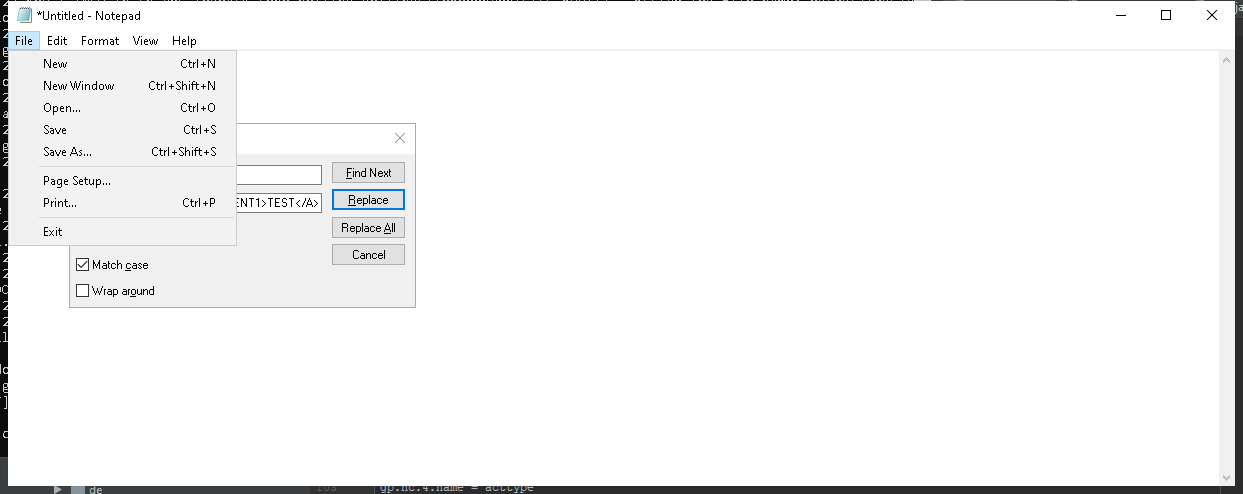 *Untitled - Notepad
File Edit Format View Help
New Ctrl+N
New Window Ctrl+Shift+N
Open... Ctrl+O
Save Ctrl+S
Save As... Ctrl+Shift+S
Page Setup...
Print... Ctrl+P
Exit
Find Next
ENT1>TEST</A>
Replace
Replace All
Cancel
Match case
Wrap around
de
103
gp.nc.4.name = acttype